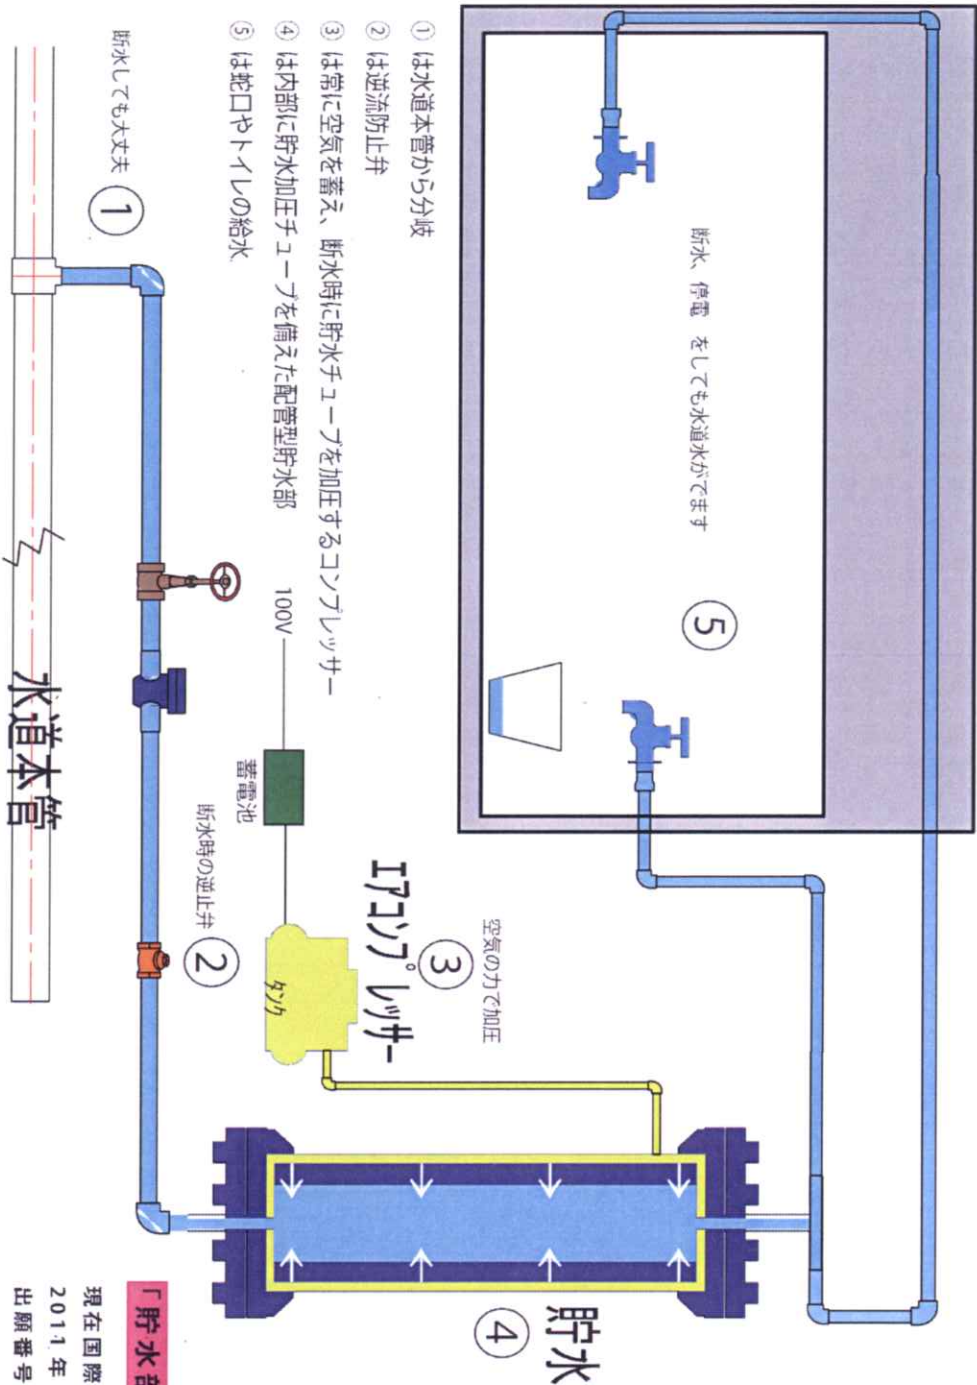 断水、停電 をしても水道水がでます
⑤
① は水道本管から分岐
② は逆流防止弁
③ は常に空気を蓄え、断水時に貯水チューブを加圧するコンプレッサー
④ は内部に貯水加圧チューブを備えた配管型貯水部
⑤ は蛇口やトイレの給水
空気の力で加圧
③
エアコンプレッサー
タンク
100V
蓄電池
貯水
④
断水しても大丈夫
①
断水時の逆止弁
②
水道本管
「貯水部
現在国際
2011年
出願番号